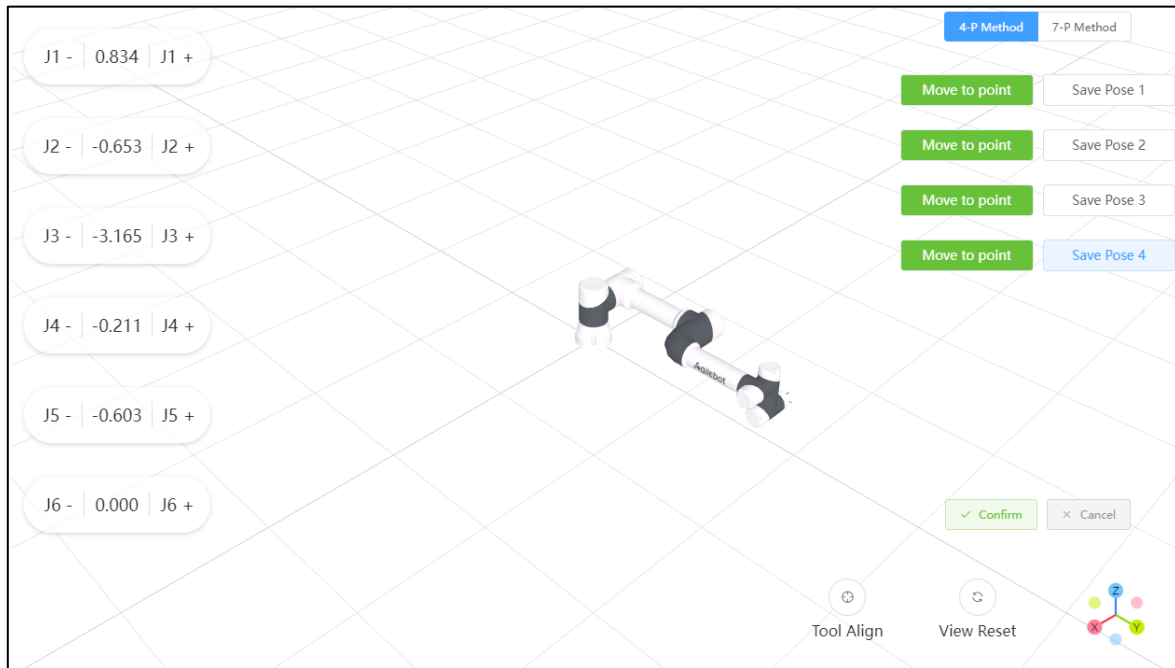 4-P Method 7-P Method
J1 - 0.834 J1 +
Move to point Save Pose 1
J2 - -0.653 J2 +
Move to point Save Pose 2
J3 - -3.165 J3 +
Move to point Save Pose 3
Move to point Save Pose 4
J4 - -0.211 J4 +
Agilebot
J5 - -0.603 J5 +
J6 - 0.000 J6 +
Confirm Cancel
Tool Align View Reset
Z
X Y